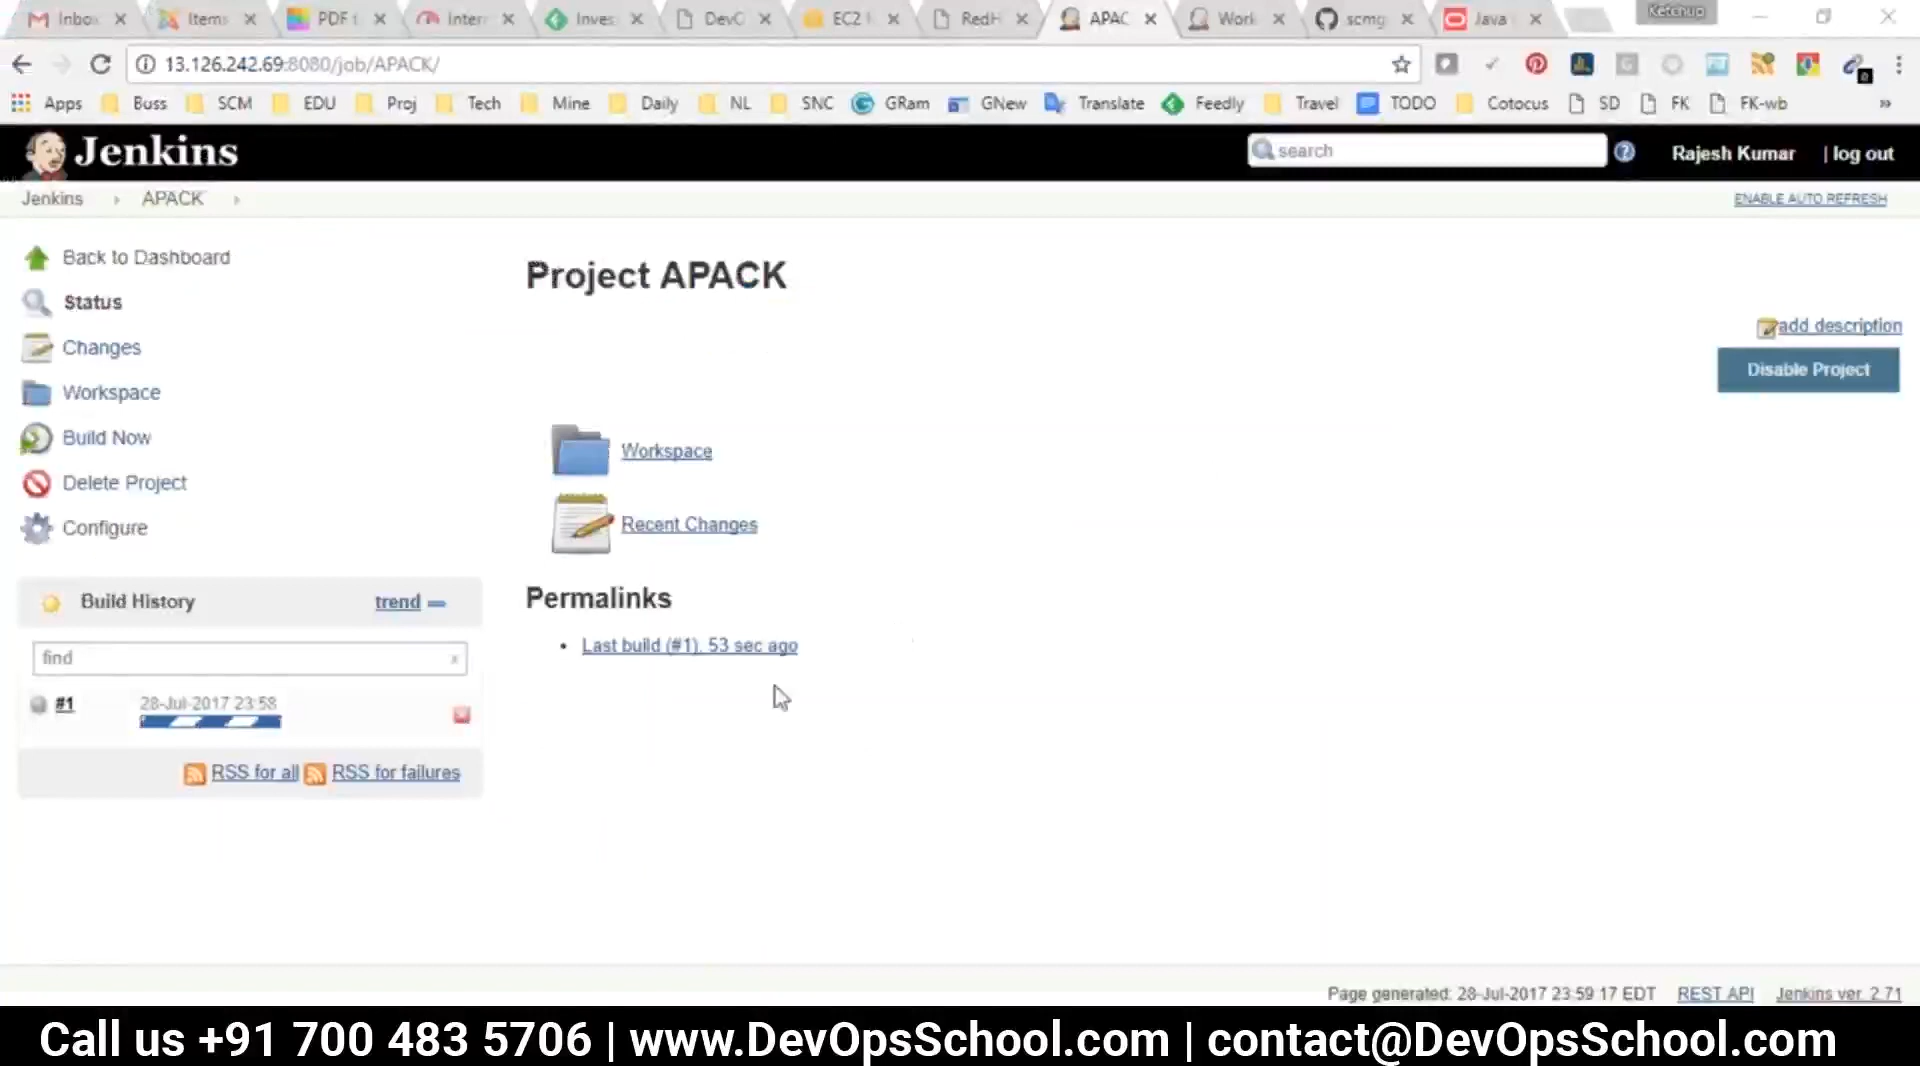 Inbo
Items
PDF t
Inter
Inves
DevC
EC2
RedH
APAC
Work
scmg
Java
Ketchup
13.126.242.69:8080/job/APACK/
Apps
Buss
SCM
EDU
Proj
Tech
Mine
Daily
NL
SNC
GRam
GNew
Translate
Feedly
Travel
TODO
Cotocus
SD
FK
FK-wb
»
Jenkins
search
Rajesh Kumar
| log out
Jenkins
APACK
ENABLE AUTO REFRESH
Back to Dashboard
Status
Changes
Workspace
Build Now
Delete Project
Configure
Project APACK
add description
Disable Project
Workspace
Recent Changes
Permalinks
• Last build (#1), 53 sec ago
Build History
trend
find
x
#1
28-Jul-2017 23:58
RSS for all
RSS for failures
Page generated: 28-Jul-2017 23:59:17 EDT
REST API
Jenkins ver. 2.71
Call us +91 700 483 5706 | www.DevOpsSchool.com | contact@DevOpsSchool.com